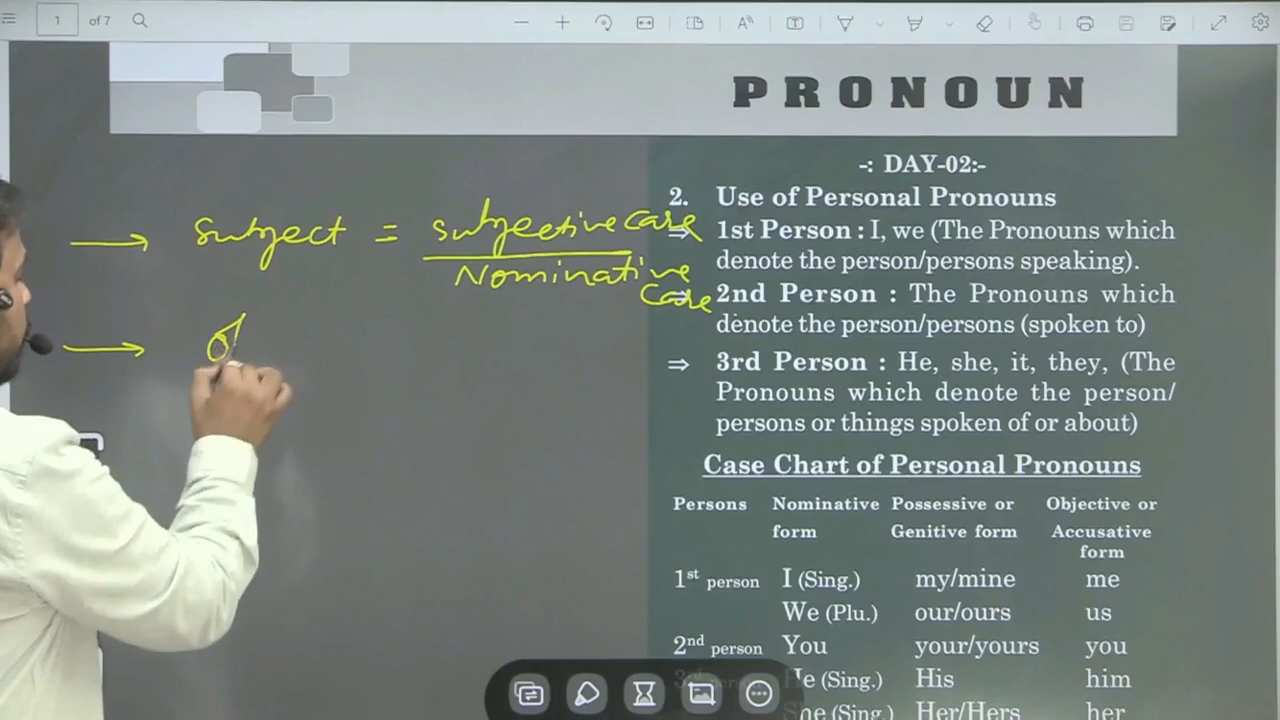 1 of 7
PRONOUN
-: DAY-02:-
2. Use of Personal Pronouns
⇒ 1st Person : I, we (The Pronouns which
denote the person/persons speaking).
⇒ 2nd Person : The Pronouns which
denote the person/persons (spoken to)
⇒ 3rd Person : He, she, it, they, (The
Pronouns which denote the person/
persons or things spoken of or about)
Case Chart of Personal Pronouns
Persons Nominative Possessive or Objective or
form Genitive form Accusative
form
1st person I (Sing.) my/mine me
We (Plu.) our/ours us
2nd person You your/yours you
3rd person He (Sing.) His him
She (Sing.) Her/Hers her
→ Subject = Subjective Case
Nominative
Case
→